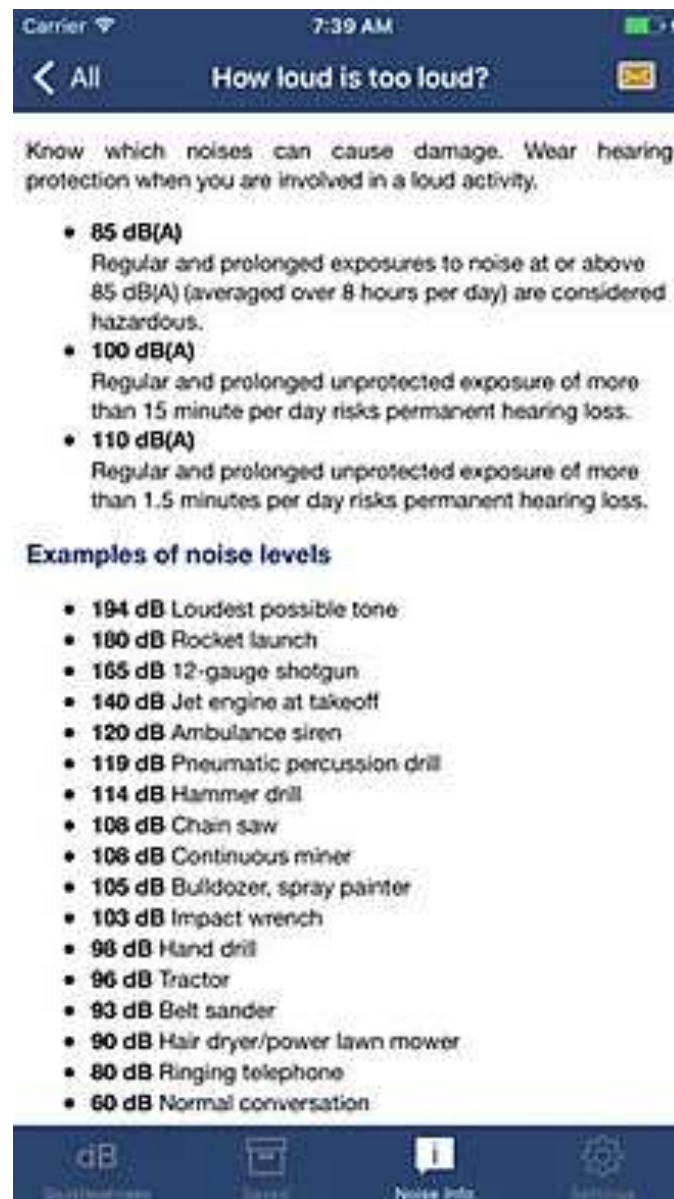 Carrier 7:39 AM
All How loud is too loud?
Know which noises can cause damage. Wear hearing
protection when you are involved in a loud activity.
• 85 dB(A)
Regular and prolonged exposures to noise at or above
85 dB(A) (averaged over 8 hours per day) are considered
hazardous.
• 100 dB(A)
Regular and prolonged unprotected exposure of more
than 15 minute per day risks permanent hearing loss.
• 110 dB(A)
Regular and prolonged unprotected exposure of more
than 1.5 minutes per day risks permanent hearing loss.
Examples of noise levels
• 194 dB Loudest possible tone
• 180 dB Rocket launch
• 165 dB 12-gauge shotgun
• 140 dB Jet engine at takeoff
• 120 dB Ambulance siren
• 119 dB Pneumatic percussion drill
• 114 dB Hammer drill
• 108 dB Chain saw
• 108 dB Continuous miner
• 105 dB Bulldozer, spray painter
• 103 dB Impact wrench
• 98 dB Hand drill
• 96 dB Tractor
• 93 dB Belt sander
• 90 dB Hair dryer/power lawn mower
• 80 dB Ringing telephone
• 60 dB Normal conversation
dB
Noise Info